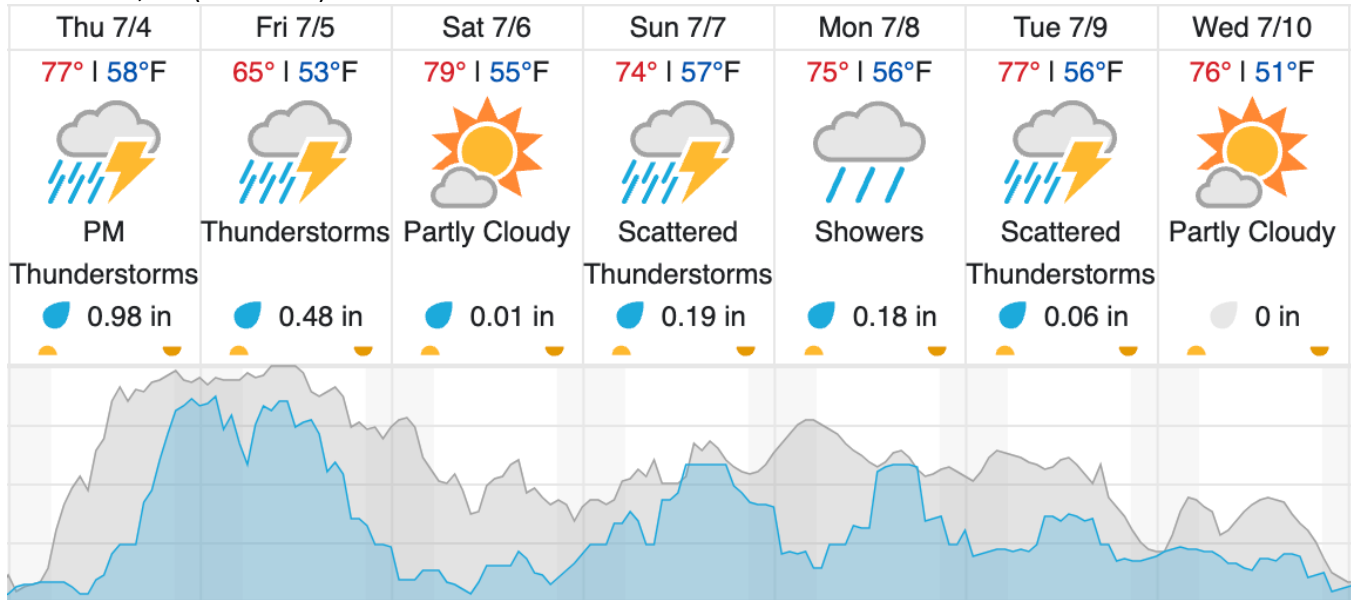 Thu 7/4 Fri 7/5 Sat 7/6 Sun 7/7 Mon 7/8 Tue 7/9 Wed 7/10
77° | 58°F 65° | 53°F 79° | 55°F 74° | 57°F 75° | 56°F 77° | 56°F 76° | 51°F
PM Thunderstorms Partly Cloudy Scattered Showers Scattered Partly Cloudy
Thunderstorms Thunderstorms Thunderstorms
0.98 in 0.48 in 0.01 in 0.19 in 0.18 in 0.06 in 0 in